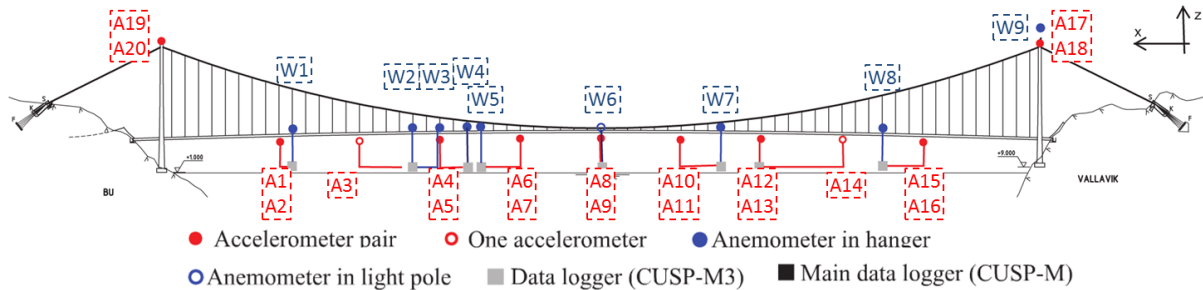 A19
A20
W9
A17
A18
Z
X
W1
W2
W3
W4
W5
W6
W7
W8
S
K
F
S
K
F
+1.000
+9.000
A1
A2
A3
A4
A5
A6
A7
A8
A9
A10
A11
A12
A13
A14
A15
A16
BU
VALLAVIK
Accelerometer pair
One accelerometer
Anemometer in hanger
Anemometer in light pole
Data logger (CUSP-M3)
Main data logger (CUSP-M)